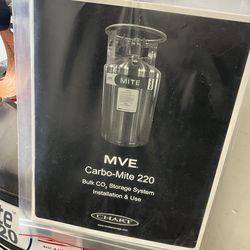 MITE
MVE
Carbo-Mite 220
Bulk CO₂ Storage System
Installation & Use
CHART